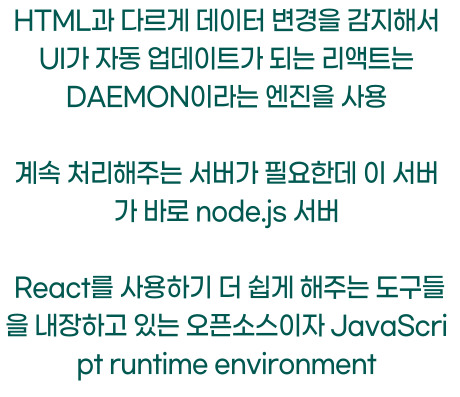 HTML과 다르게 데이터 변경을 감지해서
UI가 자동 업데이트가 되는 리액트는
DAEMON이라는 엔진을 사용
계속 처리해주는 서버가 필요한데 이 서버
가 바로 node.js 서버
React를 사용하기 더 쉽게 해주는 도구들
을 내장하고 있는 오픈소스이자 JavaScri
pt runtime environment